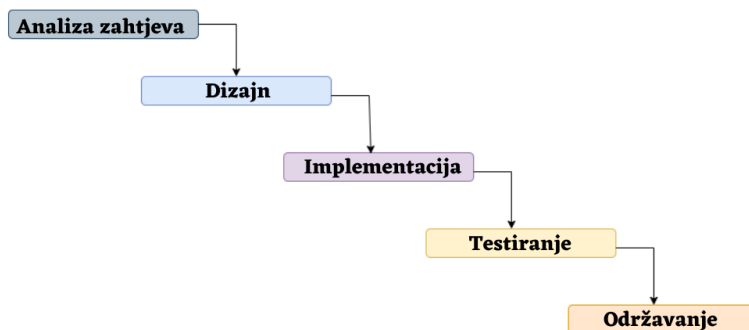 Analiza zahtjeva
Dizajn
Implementacija
Testiranje
Održavanje